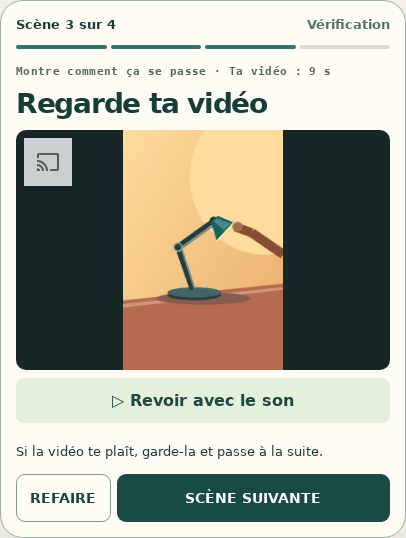 Scène 3 sur 4
Vérification
Montre comment ça se passe · Ta vidéo : 9 s
Regarde ta vidéo
▷ Revoir avec le son
Si la vidéo te plaît, garde-la et passe à la suite.
REFAIRE
SCÈNE SUIVANTE